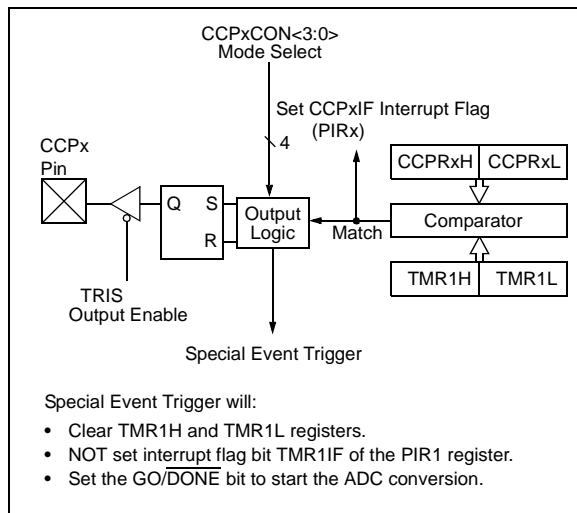 CCPxCON<3:0>
Mode Select
Set CCPxIF Interrupt Flag
(PIRx)
4
CCPx
Pin
CCPRxH CCPRxL
Q S
R
Output
Logic
Match
Comparator
TRIS
Output Enable
TMR1H TMR1L
Special Event Trigger
Special Event Trigger will:
• Clear TMR1H and TMR1L registers.
• NOT set interrupt flag bit TMR1IF of the PIR1 register.
• Set the GO/DONE bit to start the ADC conversion.